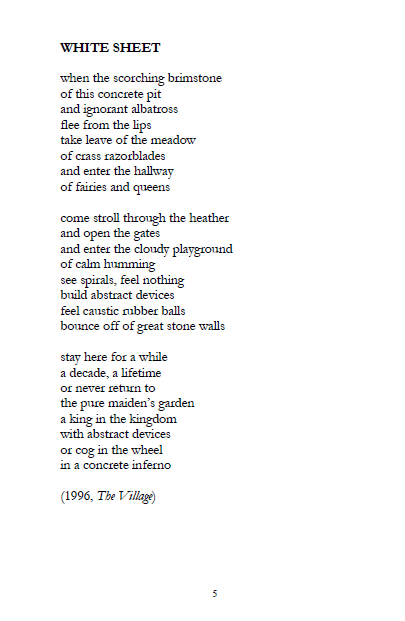 WHITE SHEET
when the scorching brimstone
of this concrete pit
and ignorant albatross
flee from the lips
take leave of the meadow
of crass razorblades
and enter the hallway
of fairies and queens
come stroll through the heather
and open the gates
and enter the cloudy playground
of calm humming
see spirals, feel nothing
build abstract devices
feel caustic rubber balls
bounce off of great stone walls
stay here for a while
a decade, a lifetime
or never return to
the pure maiden's garden
a king in the kingdom
with abstract devices
or cog in the wheel
in a concrete inferno
(1996, The Village)
5